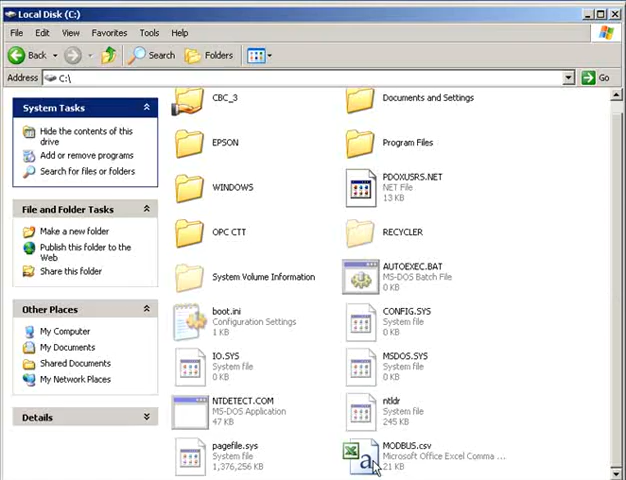 Local Disk (C:)
File Edit View Favorites Tools Help
Back Search Folders
Address C:\ Go
System Tasks
Hide the contents of this
drive
Add or remove programs
Search for files or folders
File and Folder Tasks
Make a new folder
Publish this folder to the
Web
Share this folder
Other Places
My Computer
My Documents
Shared Documents
My Network Places
Details
CBC_3
Documents and Settings
EPSON
Program Files
WINDOWS
PDOXUSRS.NET
NET File
13 KB
OPC CTT
RECYCLER
System Volume Information
AUTOEXEC.BAT
MS-DOS Batch File
0 KB
boot.ini
Configuration Settings
1 KB
CONFIG.SYS
System file
0 KB
IO.SYS
System file
0 KB
MSDOS.SYS
System file
0 KB
NTDETECT.COM
MS-DOS Application
47 KB
ntldr
System file
245 KB
pagefile.sys
System file
1,376,256 KB
MODBUS.csv
Microsoft Office Excel Comma ...
21 KB